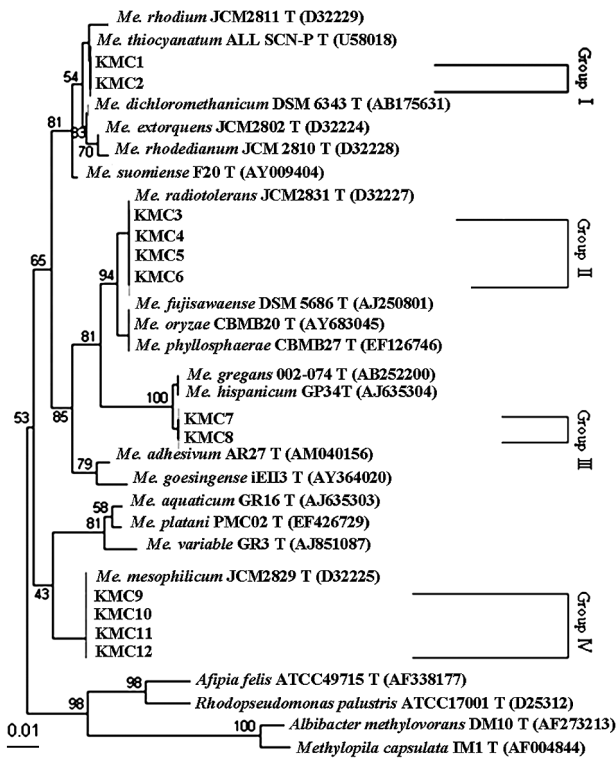 Me. rhodium JCM2811 T (D32229)
Me. thiocyanatum ALL SCN-P T (U58018)
KMC1
KMC2
Group I
54
Me. dichloromethanicum DSM 6343 T (AB175631)
81
83
Me. extorquens JCM2802 T (D32224)
70
Me. rhodedianum JCM 2810 T (D32228)
Me. suomiense F20 T (AY009404)
Me. radiotolerans JCM2831 T (D32227)
KMC3
KMC4
KMC5
KMC6
Group II
65
94
Me. fujisawaense DSM 5686 T (AJ250801)
Me. oryzae CBMB20 T (AY683045)
81
Me. phyllosphaerae CBMB27 T (EF126746)
Me. gregans 002-074 T (AB252200)
Me. hispanicum GP34T (AJ635304)
100
KMC7
KMC8
Group III
53
85
Me. adhesivum AR27 T (AM040156)
79
Me. goesingense iEII3 T (AY364020)
Me. aquaticum GR16 T (AJ635303)
58
81
Me. platani PMC02 T (EF426729)
Me. variable GR3 T (AJ851087)
Me. mesophilicum JCM2829 T (D32225)
43
KMC9
KMC10
KMC11
KMC12
Group IV
Afipia felis ATCC49715 T (AF338177)
98
98
Rhodopseudomonas palustris ATCC17001 T (D25312)
Albibacter methylovorans DM10 T (AF273213)
100
0.01
Methylopila capsulata IM1 T (AF004844)